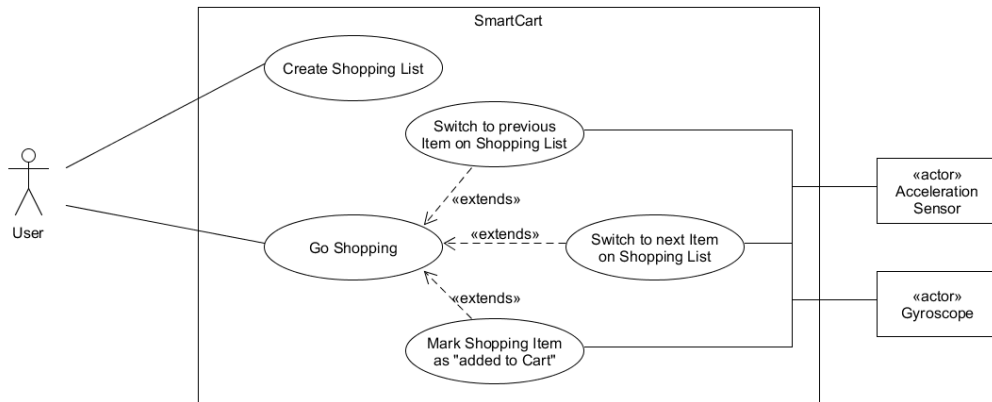 SmartCart
Create Shopping List
Switch to previous
Item on Shopping List
«actor»
Acceleration
Sensor
«extends»
User
Go Shopping
«extends»
Switch to next Item
on Shopping List
«extends»
«actor»
Gyroscope
Mark Shopping Item
as "added to Cart"